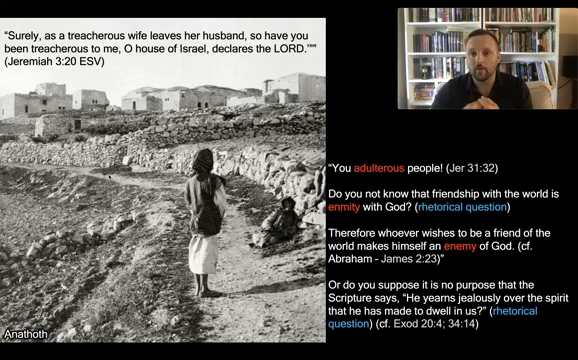 “Surely, as a treacherous wife leaves her husband, so have you
been treacherous to me, O house of Israel, declares the LORD.’””
(Jeremiah 3:20 ESV)
“You adulterous people! (Jer 31:32)
Do you not know that friendship with the world is
enmity with God? (rhetorical question)
Therefore whoever wishes to be a friend of the
world makes himself an enemy of God. (cf.
Abraham - James 2:23)”
Or do you suppose it is no purpose that the
Scripture says, “He yearns jealously over the spirit
that he has made to dwell in us?” (rhetorical
question) (cf. Exod 20:4; 34:14)
Anathoth